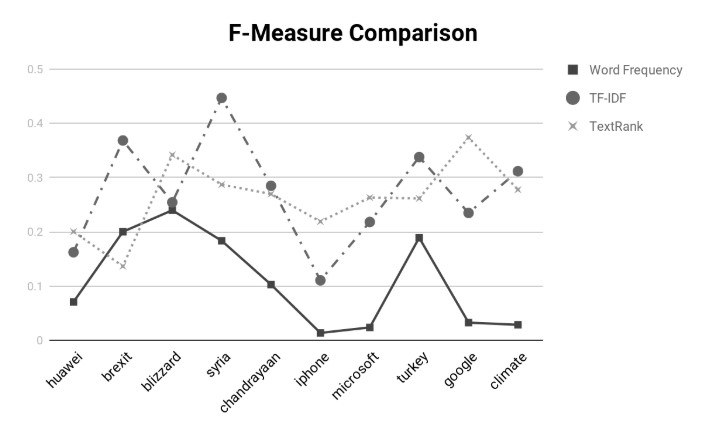 F-Measure Comparison
0.5
0.4
0.3
0.2
0.1
0
huawei
brexit
blizzard
syria
chandrayaan
iphone
microsoft
turkey
google
climate
Word Frequency
TF-IDF
TextRank